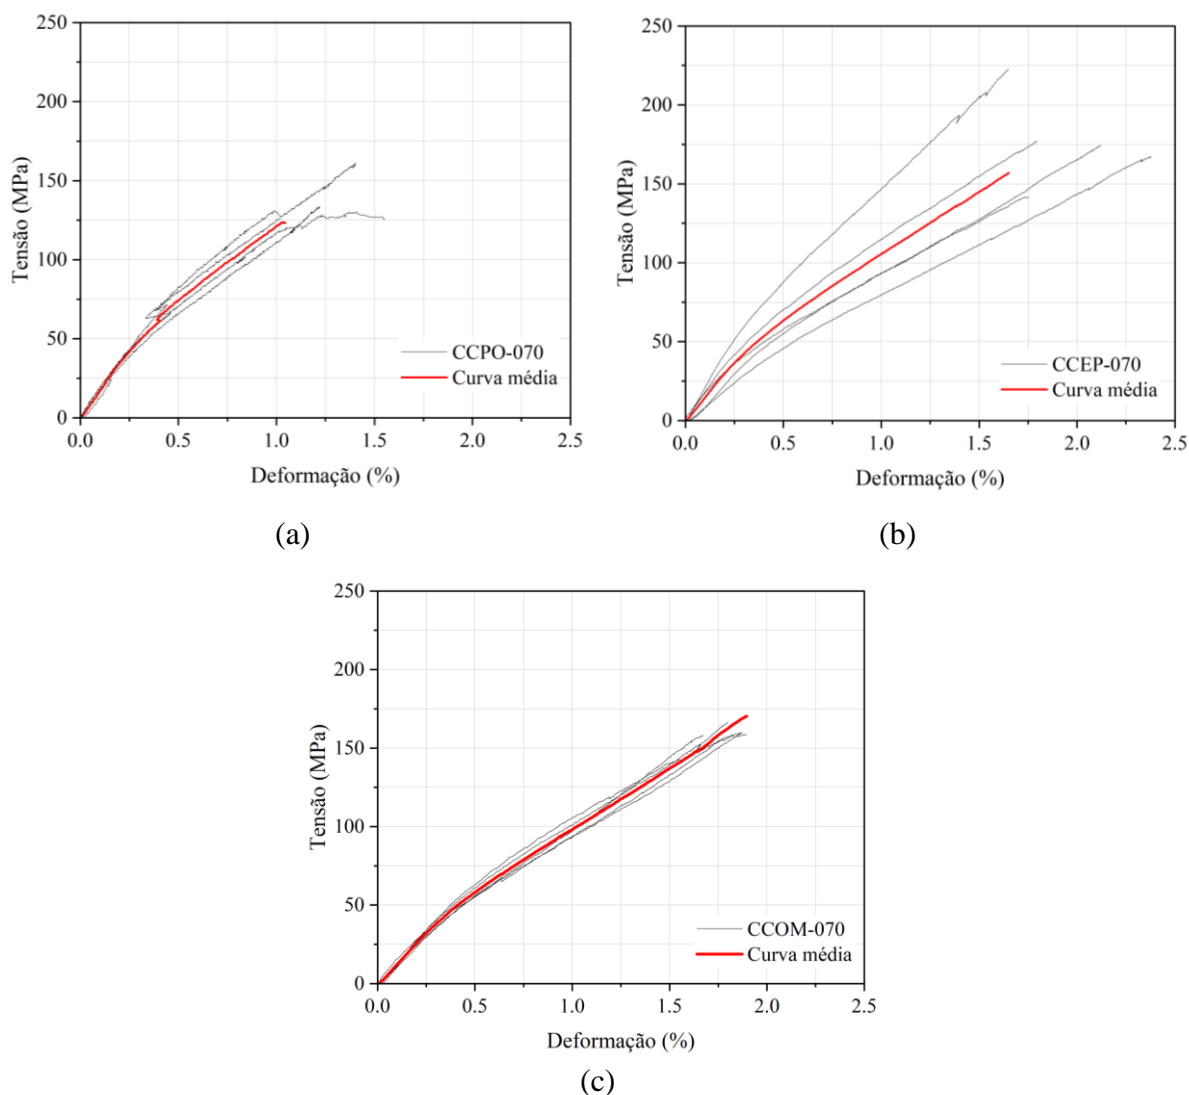 250
200
150
100
50
0
Tensão (MPa)
CCPO-070
Curva média
0.0 0.5 1.0 1.5 2.0 2.5
Deformação (%)
(a)
250
200
150
100
50
0
Tensão (MPa)
CCEP-070
Curva média
0.0 0.5 1.0 1.5 2.0 2.5
Deformação (%)
(b)
250
200
150
100
50
0
Tensão (MPa)
CCOM-070
Curva média
0.0 0.5 1.0 1.5 2.0 2.5
Deformação (%)
(c)